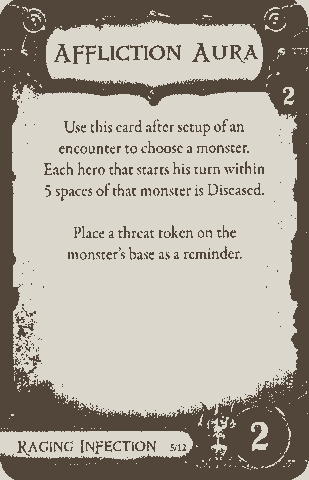 AFFLICTION AURA
2
Use this card after setup of an
encounter to choose a monster.
Each hero that starts his turn within
5 spaces of that monster is Diseased.
Place a threat token on the
monster's base as a reminder.
RAGING INFECTION 5/12
2